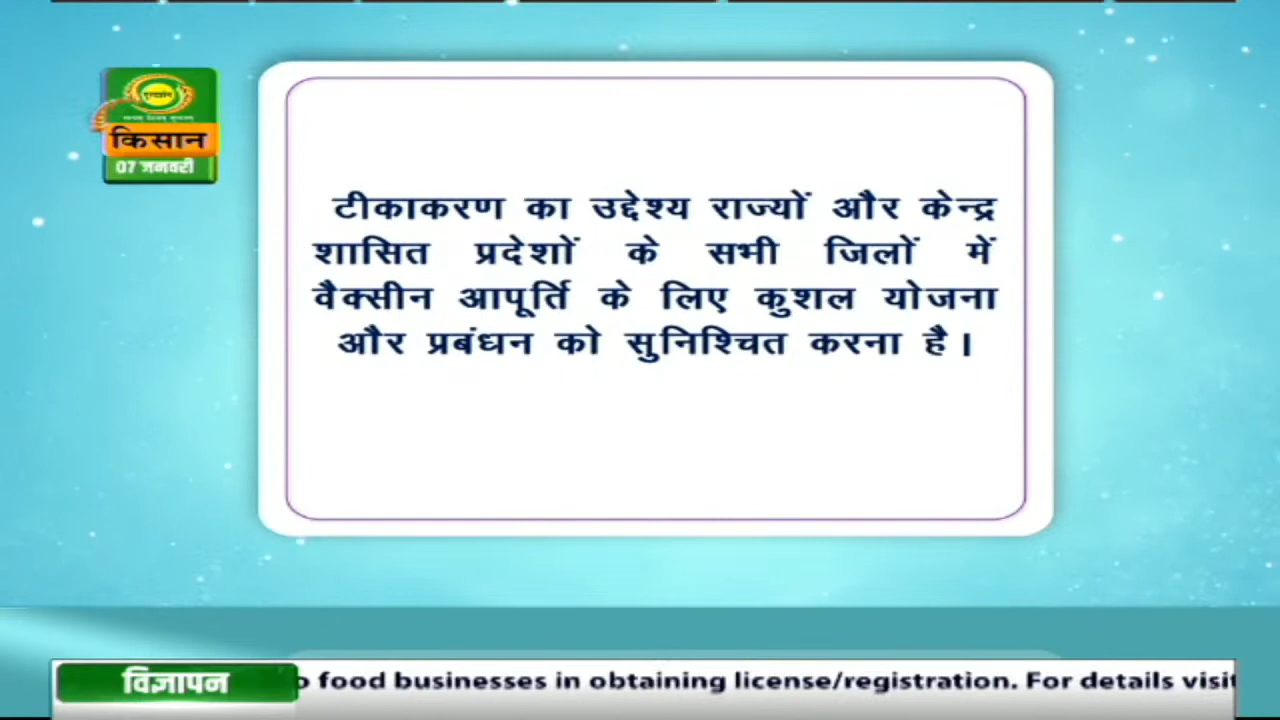 किसान
07 जनवरी
टीकाकरण का उद्देश्य राज्यों और केन्द्र
शासित प्रदेशों के सभी जिलों में
वैक्सीन आपूर्ति के लिए कुशल योजना
और प्रबंधन को सुनिश्चित करना है।
विज्ञापन
food businesses in obtaining license/registration. For details visit